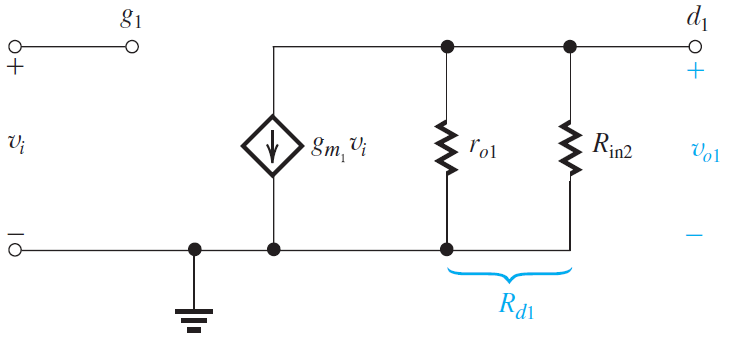 g1 d1
+ +
vi gm1vi ro1 Rin2 vo1
− −
Rd1